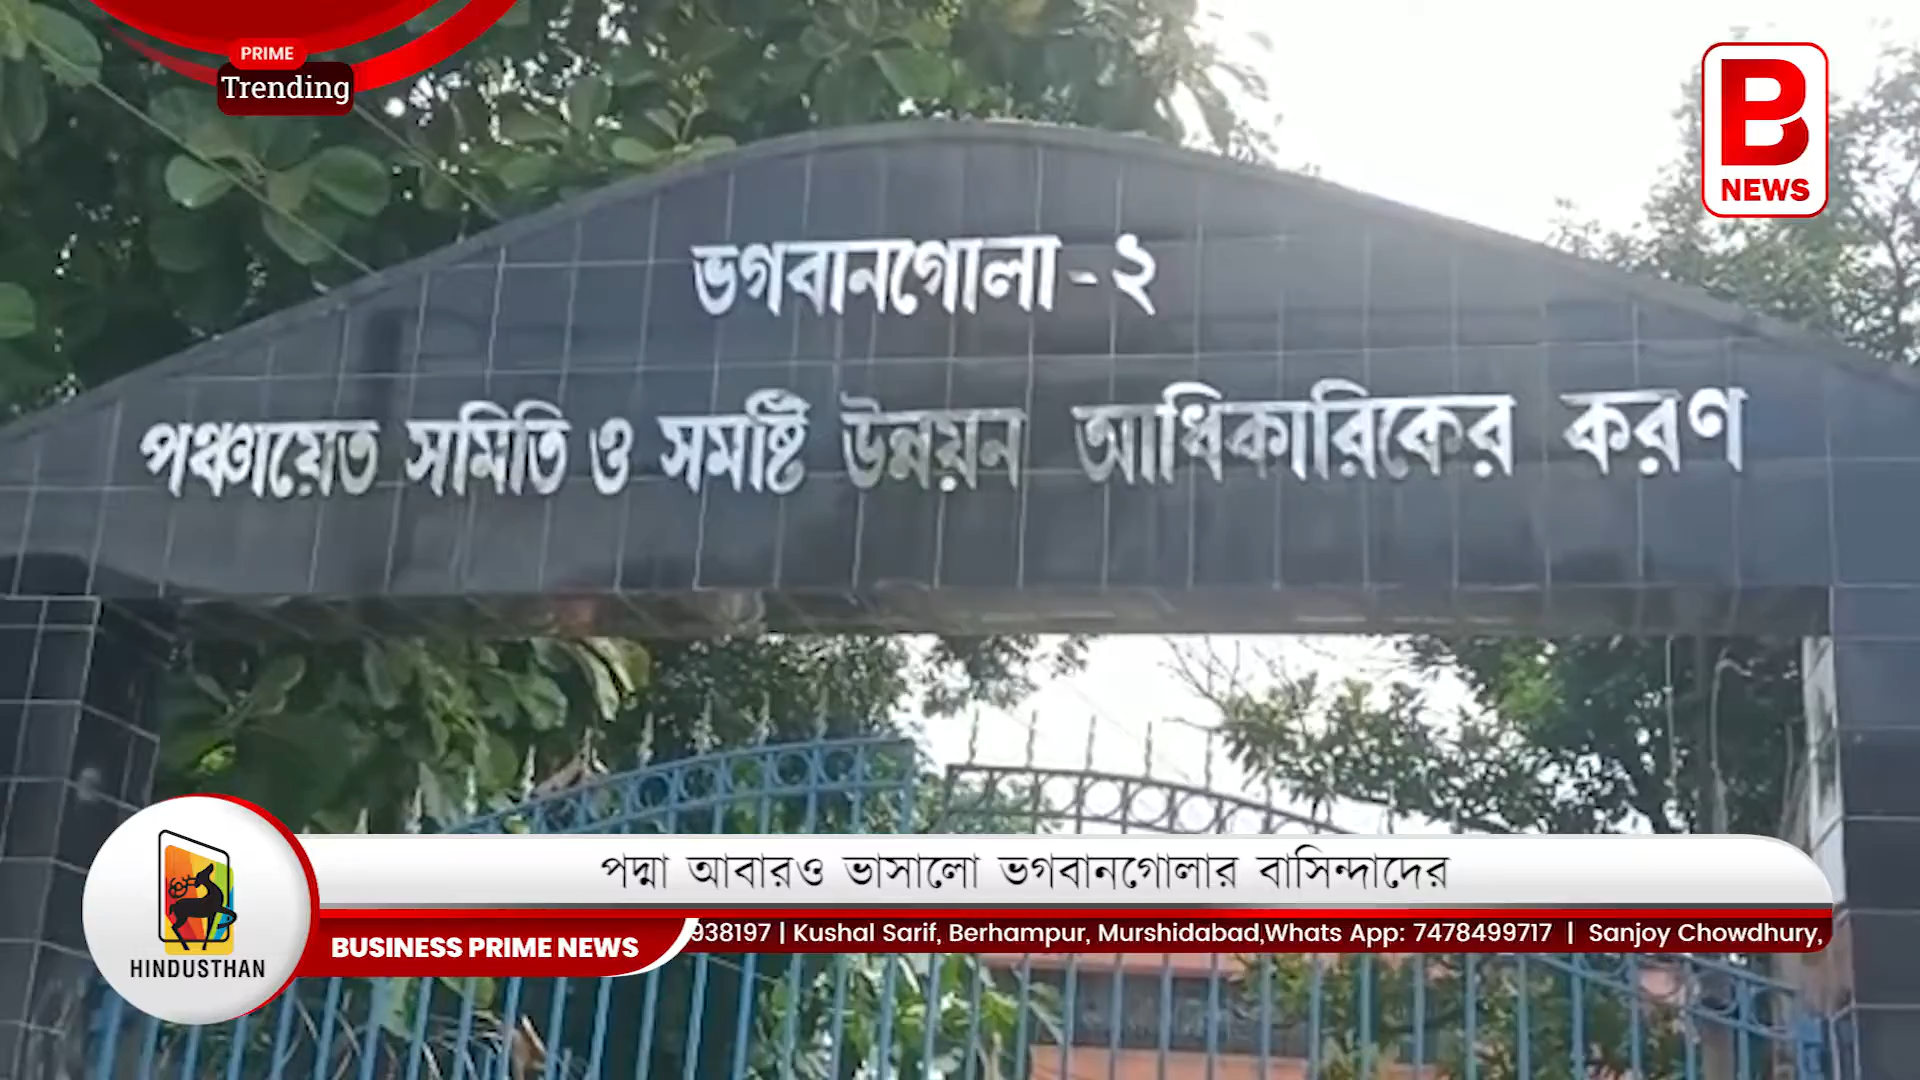 PRIME
Trending
B
NEWS
ভগবানগোলা - ২
পঞ্চায়েত সমিতি ও সমষ্টি উন্নয়ন আধিকারিকের করণ
পদ্মা আবারও ভাসালো ভগবানগোলার বাসিন্দাদের
HINDUSTHAN
BUSINESS PRIME NEWS
938197 | Kushal Sarif, Berhampur, Murshidabad,Whats App: 7478499717 | Sanjoy Chowdhury,